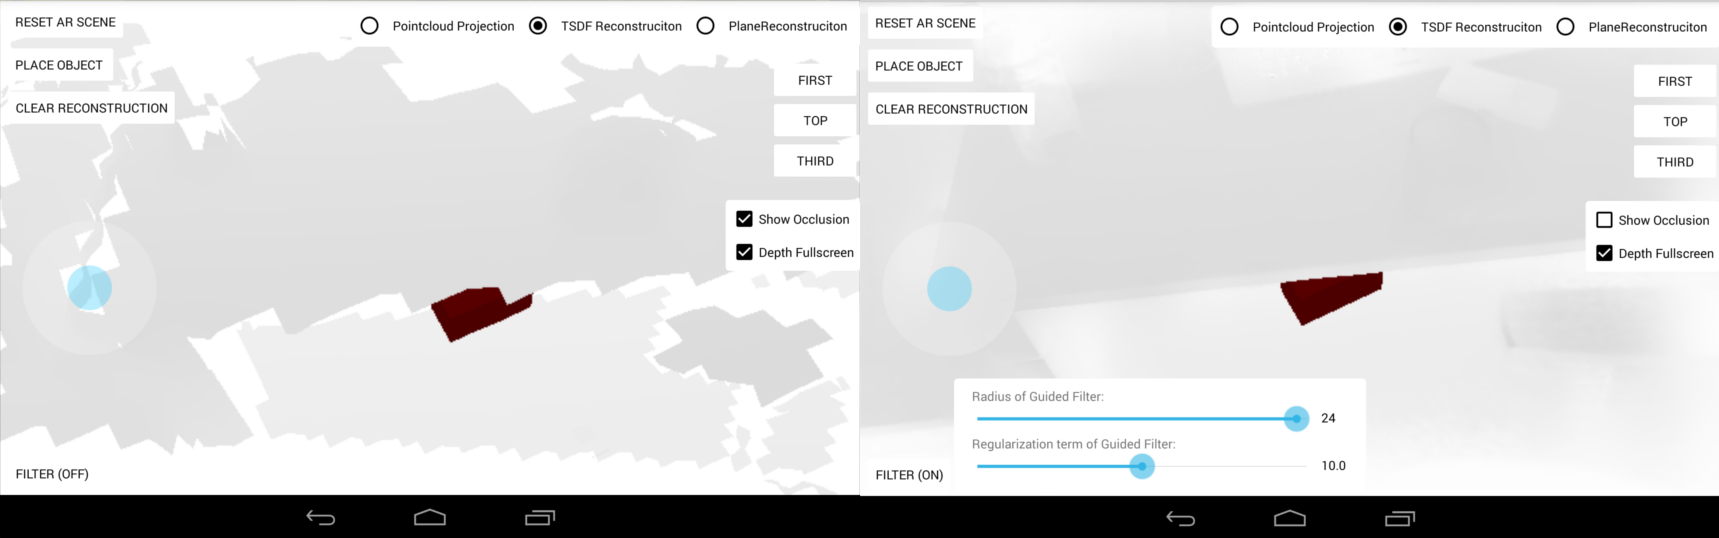 RESET AR SCENE
Pointcloud Projection
TSDF Reconstruciton
PlaneReconstruciton
PLACE OBJECT
FIRST
CLEAR RECONSTRUCTION
TOP
THIRD
Show Occlusion
Depth Fullscreen
FILTER (OFF)
RESET AR SCENE
Pointcloud Projection
TSDF Reconstruciton
PlaneReconstruciton
PLACE OBJECT
FIRST
CLEAR RECONSTRUCTION
TOP
THIRD
Show Occlusion
Depth Fullscreen
Radius of Guided Filter:
24
Regularization term of Guided Filter:
10.0
FILTER (ON)